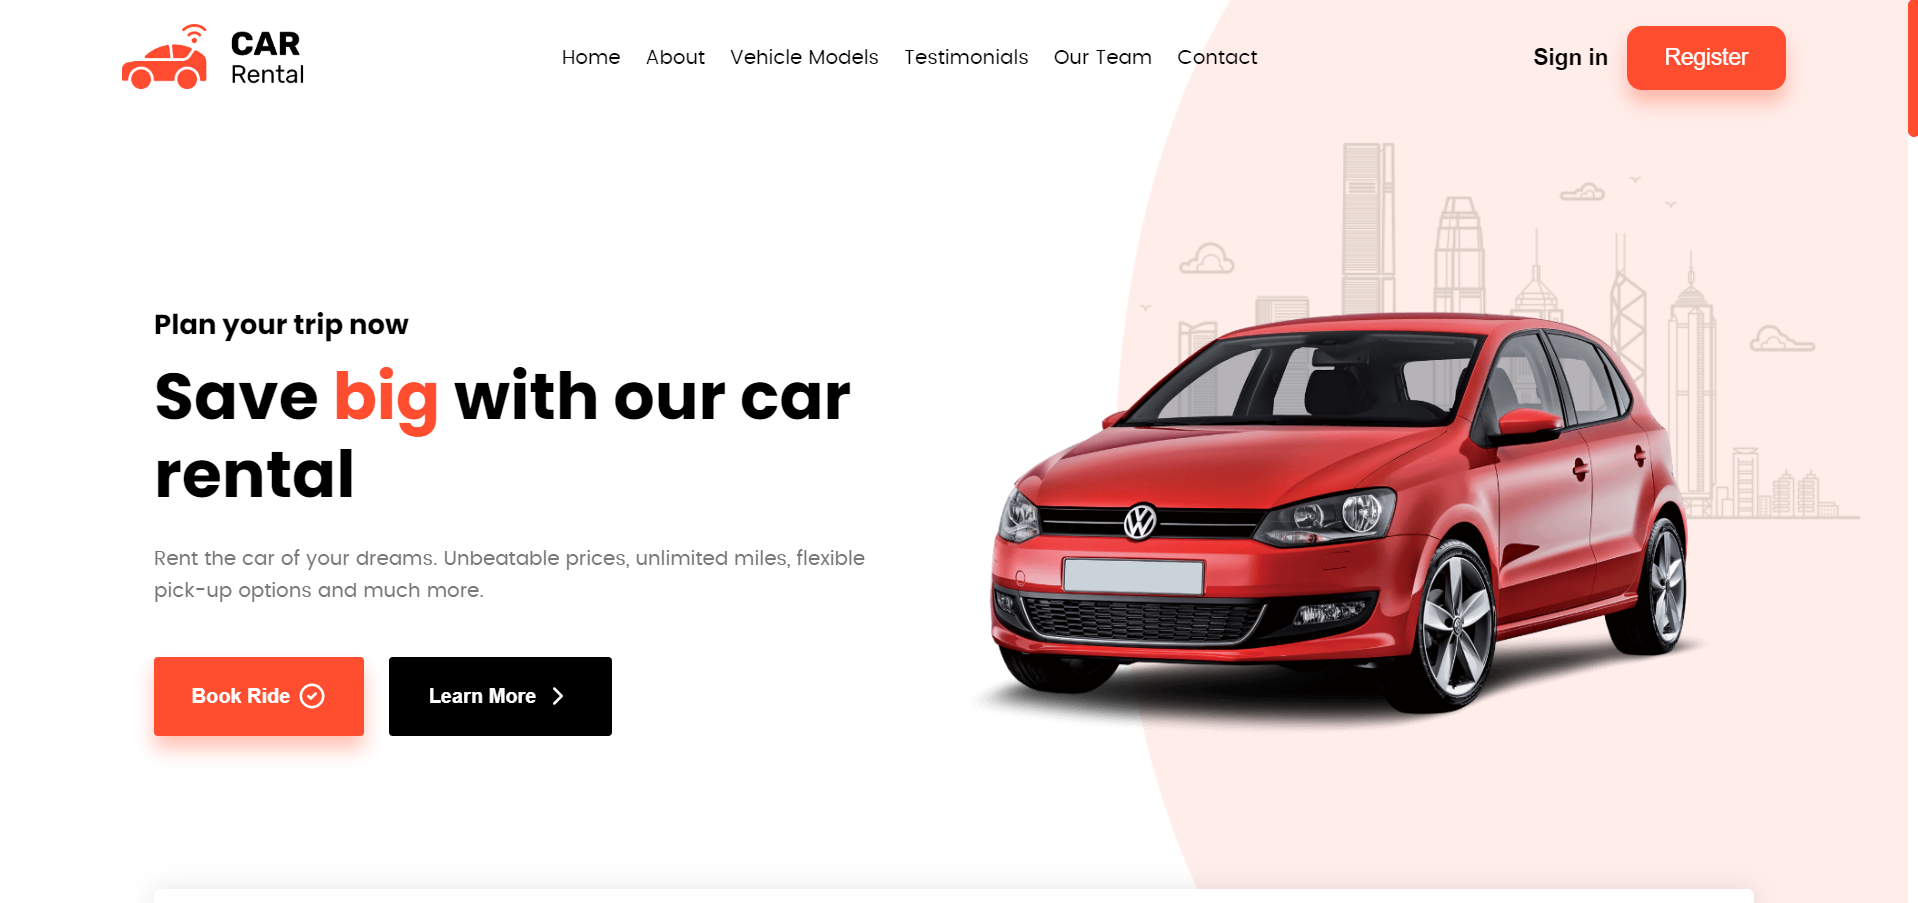 CAR
Rental
Home About Vehicle Models Testimonials Our Team Contact
Sign in
Register
Plan your trip now
Save big with our car
rental
Rent the car of your dreams. Unbeatable prices, unlimited miles, flexible
pick-up options and much more.
Book Ride
Learn More